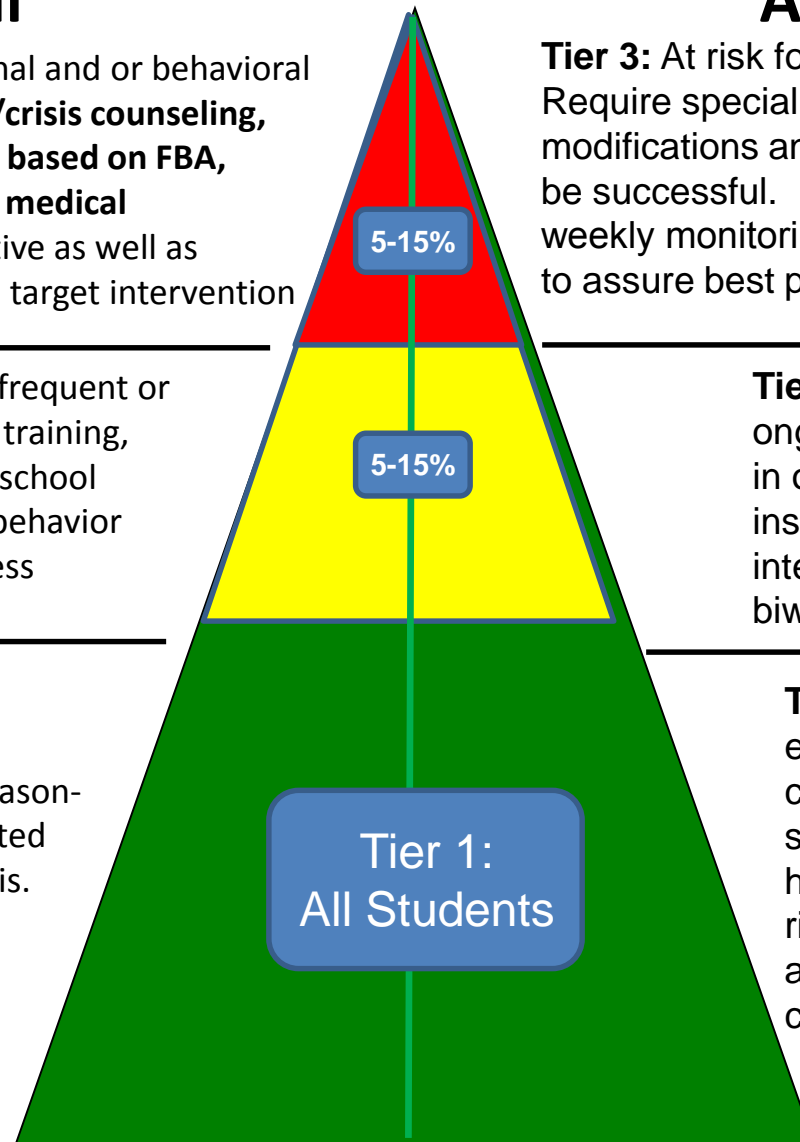 nal and or behavioral
/crisis counseling,
based on FBA,
medical
tive as well as
target intervention
frequent or
training,
school
behavior
ess
ason-
ted
is.
5-15%
5-15%
Tier 1:
All Students
A
Tier 3: At risk fo
Require special
modifications an
be successful.
weekly monitori
to assure best p
Tie
ong
in c
ins
inte
biw
T
e
c
s
h
ri
a
c